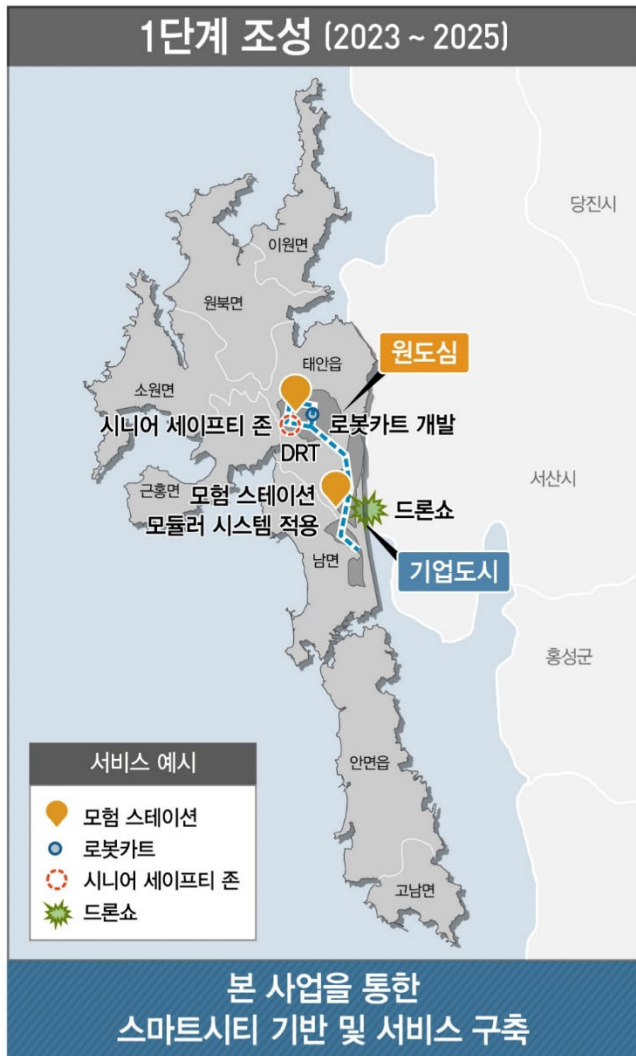 1단계 조성 (2023 ~ 2025)
당진시
이원면
원북면
태안읍
원도심
소원면
시니어 세이프티 존
로봇카트 개발
DRT
근흥면
모험 스테이션
모듈러 시스템 적용
드론쇼
서산시
남면
기업도시
홍성군
안면읍
고남면
서비스 예시
모험 스테이션
로봇카트
시니어 세이프티 존
드론쇼
본 사업을 통한
스마트시티 기반 및 서비스 구축